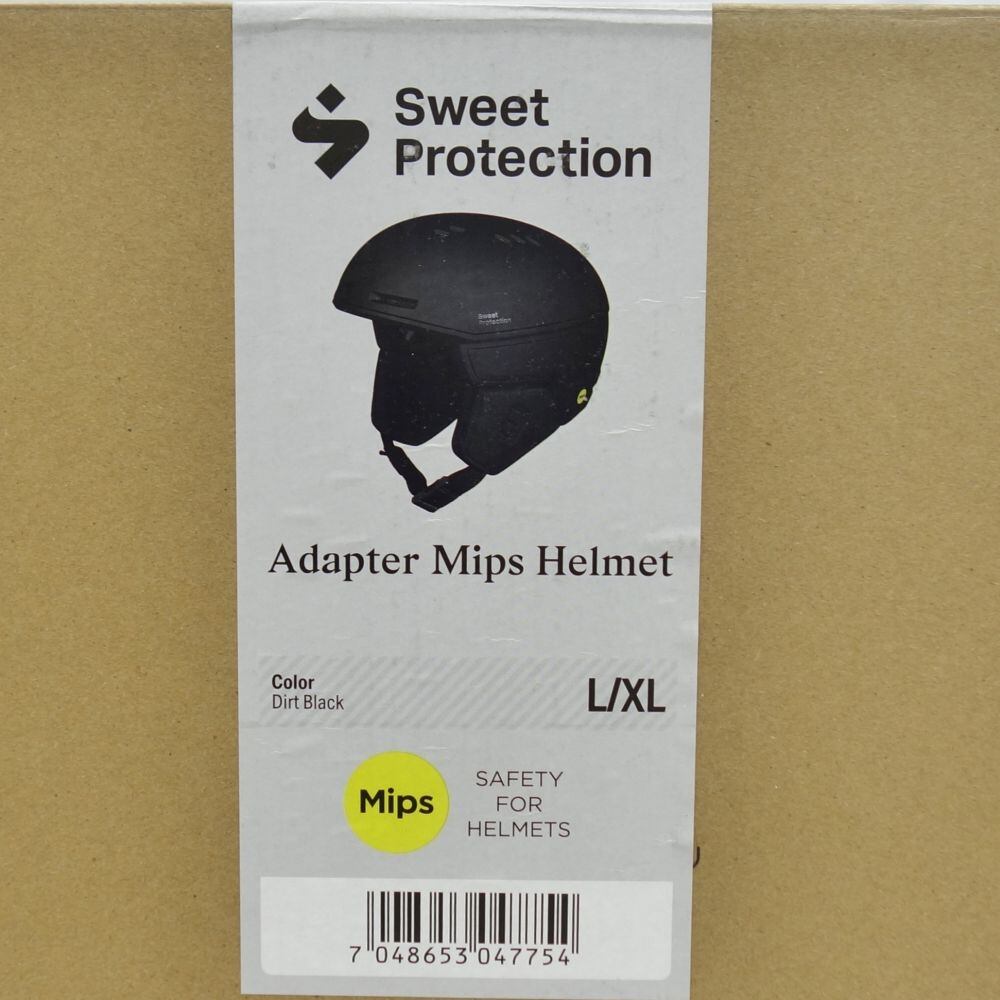 Sweet
Protection
Sweet
Protection
Adapter Mips Helmet
Color
Dirt Black
L/XL
Mips
SAFETY
FOR
HELMETS
7 048653 047754